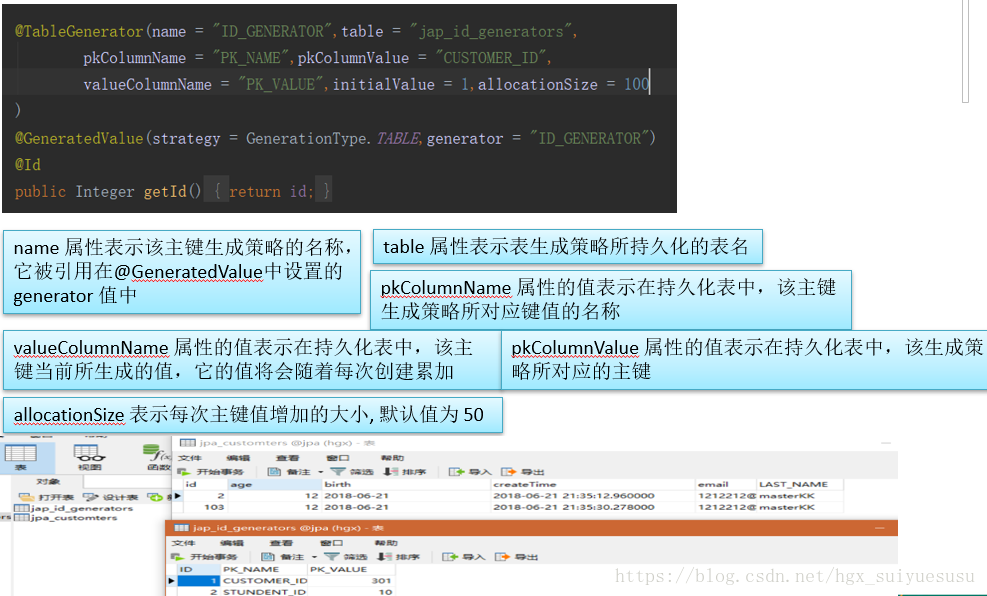 @TableGenerator(name = "ID_GENERATOR",table = "jap_id_generators",
pkColumnName = "PK_NAME",pkColumnValue = "CUSTOMER_ID",
valueColumnName = "PK_VALUE",initialValue = 1,allocationSize = 100
)
@GeneratedValue(strategy = GenerationType.TABLE,generator = "ID_GENERATOR")
@Id
public Integer getId() { return id; }
name 属性表示该主键生成策略的名称，
它被引用在@GeneratedValue中设置的
generator 值中
table 属性表示表生成策略所持久化的表名
pkColumnName 属性的值表示在持久化表中，该主键
生成策略所对应键值的名称
valueColumnName 属性的值表示在持久化表中，该主
键当前所生成的值，它的值将会随着每次创建累加
pkColumnValue 属性的值表示在持久化表中，该生成策
略所对应的主键
allocationSize 表示每次主键值增加的大小, 默认值为 50
表 视图 函数
对象
打开表 设计表
jap_id_generators
jpa_customters
jpa_customters @jpa (hgx) - 表
文件 编辑 查看 窗口 帮助
开始事务 备注 筛选 排序 导入 导出
id age birth createTime email LAST_NAME
2 12 2018-06-21 2018-06-21 21:35:12.960000 1212212@ masterKK
103 12 2018-06-21 2018-06-21 21:35:30.278000 1212212@ masterKK
jap_id_generators @jpa (hgx) - 表
文件 编辑 查看 窗口 帮助
开始事务 备注 筛选 排序 导入 导出
ID PK_NAME PK_VALUE
1 CUSTOMER_ID 301
2 STUNDENT_ID 10
https://blog.csdn.net/hgx_suiyuesusu